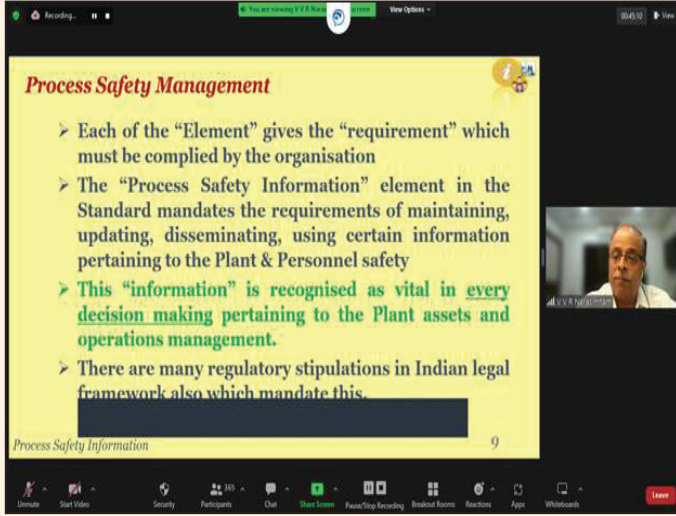 Recording...
You are viewing V V R Naras screen
View Options
00:45:10
View
Process Safety Management
➢ Each of the “Element” gives the “requirement” which
must be complied by the organisation
➢ The “Process Safety Information” element in the
Standard mandates the requirements of maintaining,
updating, disseminating, using certain information
pertaining to the Plant & Personnel safety
➢ This “information” is recognised as vital in every
decision making pertaining to the Plant assets and
operations management.
➢ There are many regulatory stipulations in Indian legal
framework also which mandate this.
Process Safety Information 9
V V R Narasimham
Unmute Start Video Security Participants 365 Chat Share Screen Pause/Stop Recording Breakout Rooms Reactions Apps Whiteboards Leave